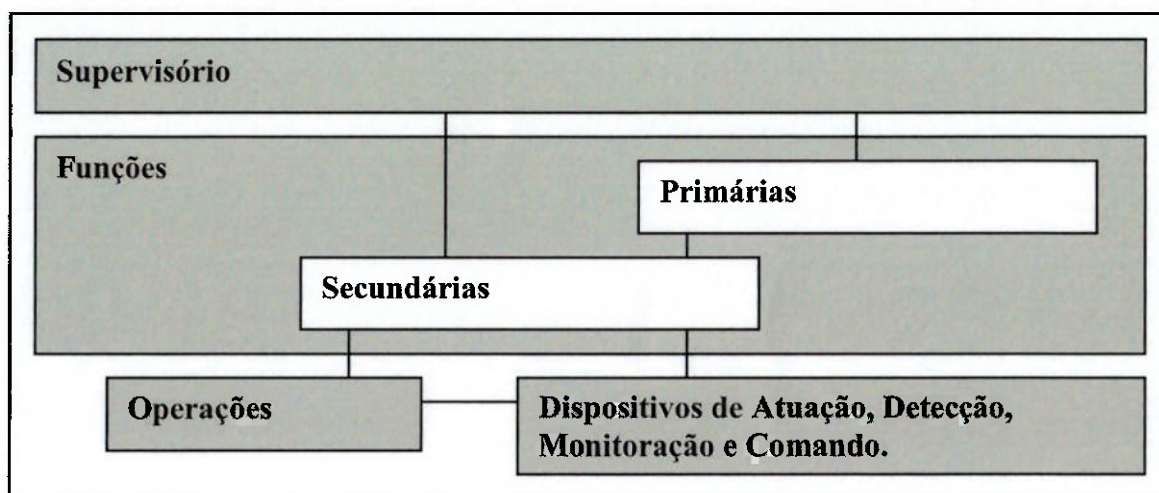 Supervisório
Funções
Primárias
Secundárias
Operações
Dispositivos de Atuação, Detecção,
Monitoração e Comando.